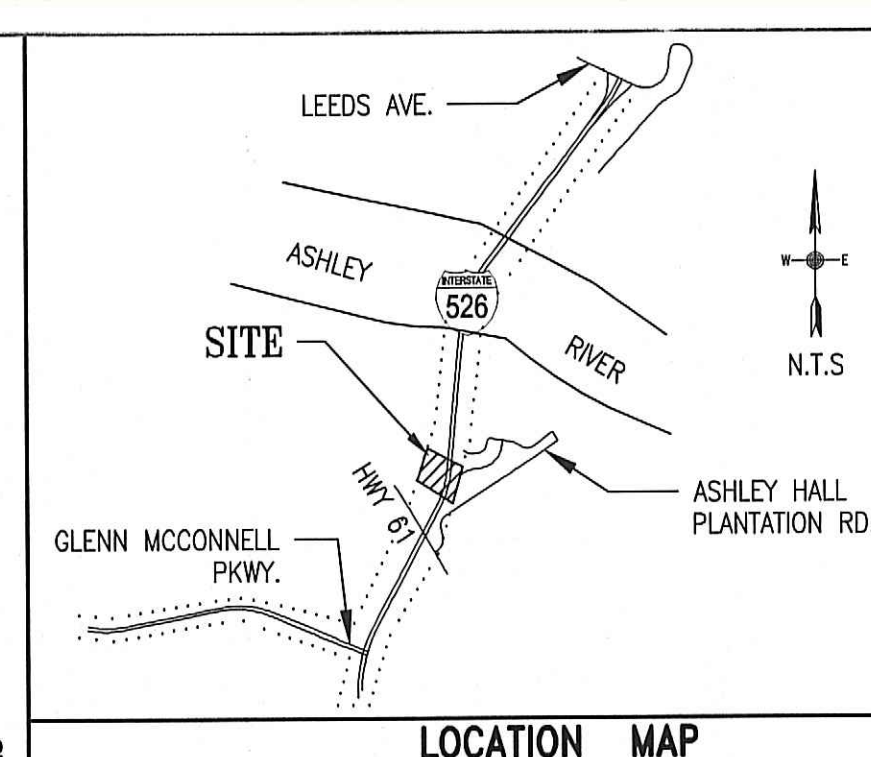 LEEDS AVE.
ASHLEY
INTERSTATE
526
W E
SITE
RIVER
N.T.S
HWY 61
ASHLEY HALL
PLANTATION RD
GLENN MCCONNELL
PKWY.
LOCATION MAP